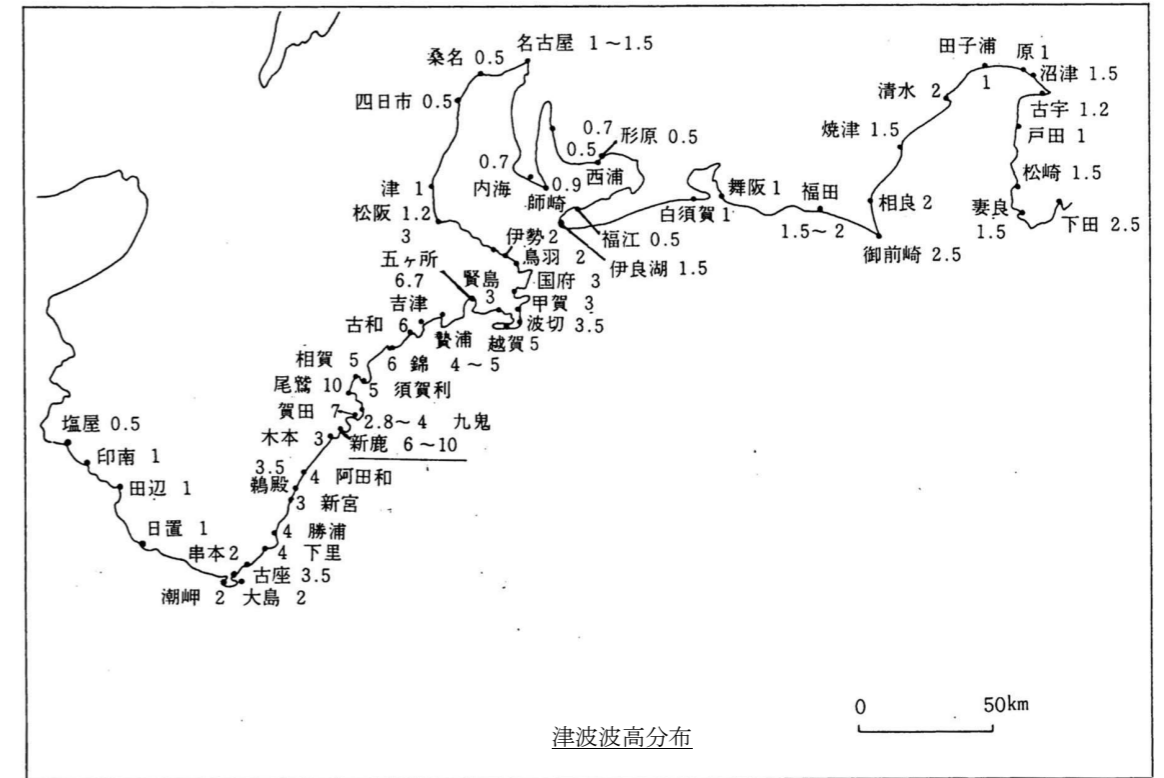 名古屋 1～1.5
桑名 0.5
四日市 0.5
津 1
松阪 1.2
3
五ヶ所
6.7
吉津
古和 6
相賀 5
尾鷲 10
賀田 7
木本 3
3.5
鵜殿
0.7
内海
0.9
師崎
0.7
0.5
西浦
形原 0.5
伊勢 2
鳥羽 2
国府 3
賢島
3
甲賀 3
波切 3.5
越賀 5
贄浦
4～5
6 錦
5 須賀利
2.8～4 九鬼
新鹿 6～10
4 阿田和
3 新宮
4 勝浦
4 下里
古座 3.5
串本 2
潮岬 2
大島 2
塩屋 0.5
印南 1
田辺 1
日置 1
福江 0.5
伊良湖 1.5
白須賀 1
舞阪 1
福田
1.5～2
御前崎 2.5
相良 2
焼津 1.5
清水 2
田子浦
1
原 1
沼津 1.5
古宇 1.2
戸田 1
松崎 1.5
妻良
1.5
下田 2.5
0 50km
津波波高分布